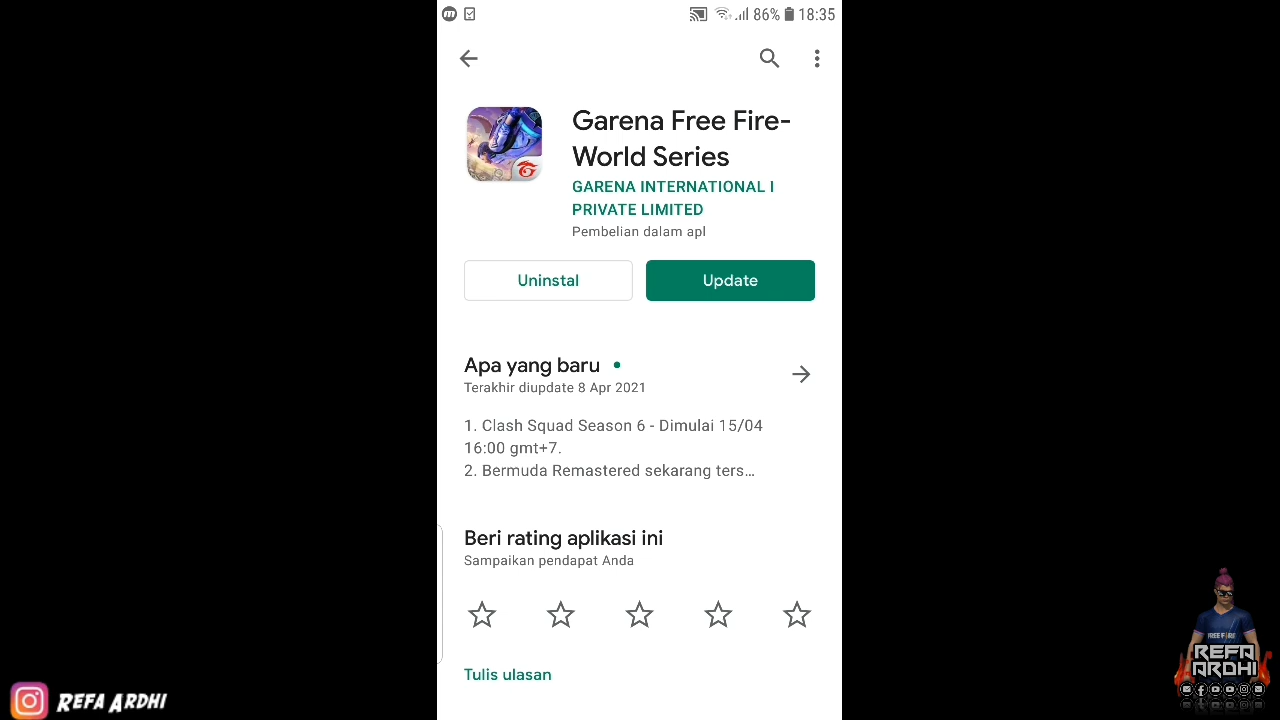 86% 18:35
Garena Free Fire-
World Series
GARENA INTERNATIONAL I
PRIVATE LIMITED
Pembelian dalam apl
Uninstal
Update
Apa yang baru
Terakhir diupdate 8 Apr 2021
1. Clash Squad Season 6 - Dimulai 15/04
16:00 gmt+7.
2. Bermuda Remastered sekarang ters...
Beri rating aplikasi ini
Sampaikan pendapat Anda
Tulis ulasan
REFA ARDHI
FREE FIRE
REFA
ARDHI